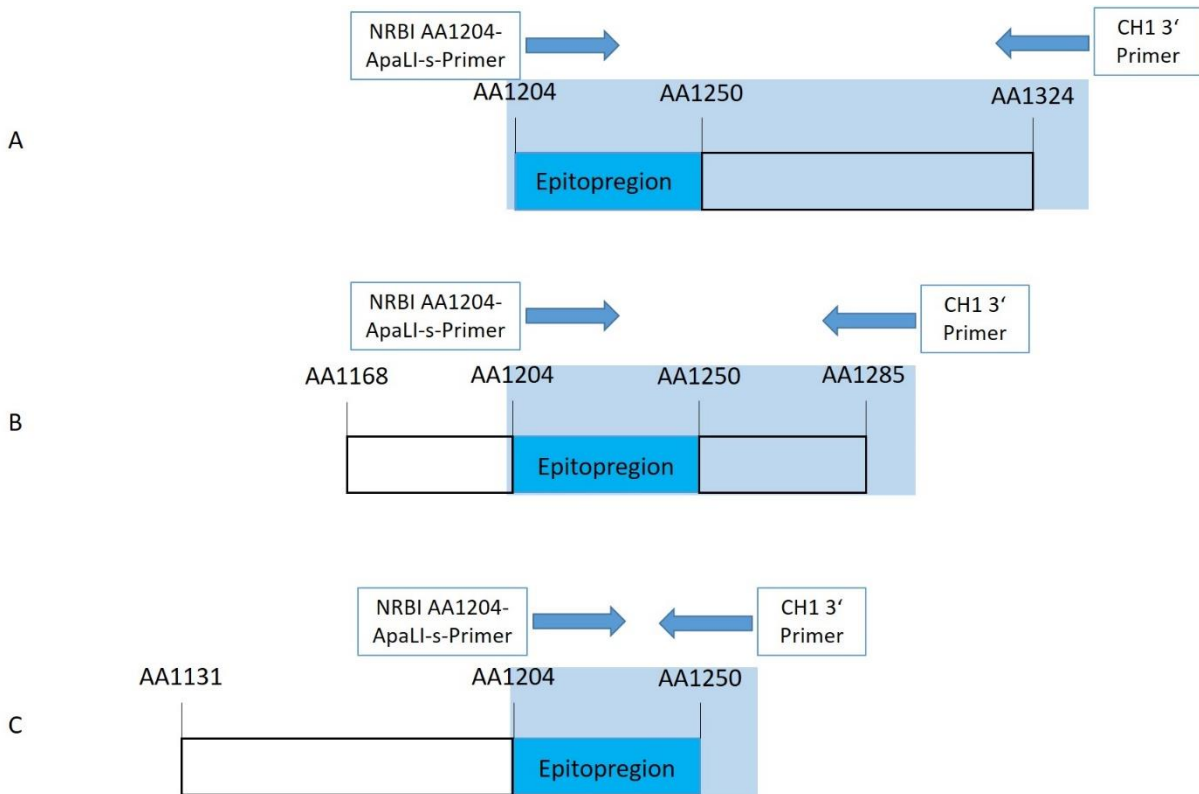 NRBI AA1204-
ApaLI-s-Primer
CH1 3‘
Primer
AA1204
AA1250
AA1324
A
Epitopregion
NRBI AA1204-
ApaLI-s-Primer
CH1 3‘
Primer
AA1168
AA1204
AA1250
AA1285
B
Epitopregion
NRBI AA1204-
ApaLI-s-Primer
CH1 3‘
Primer
AA1131
AA1204
AA1250
C
Epitopregion